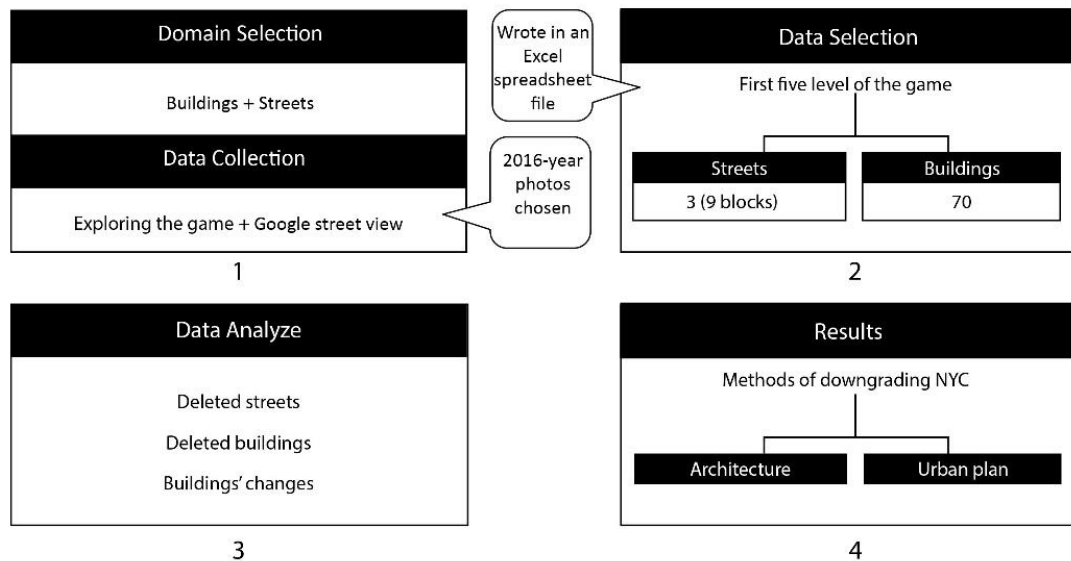 Domain Selection
Buildings + Streets
Data Collection
Exploring the game + Google street view
1
Wrote in an
Excel
spreadsheet
file
2016-year
photos
chosen
Data Selection
First five level of the game
Streets
3 (9 blocks)
Buildings
70
2
Data Analyze
Deleted streets
Deleted buildings
Buildings’ changes
3
Results
Methods of downgrading NYC
Architecture
Urban plan
4